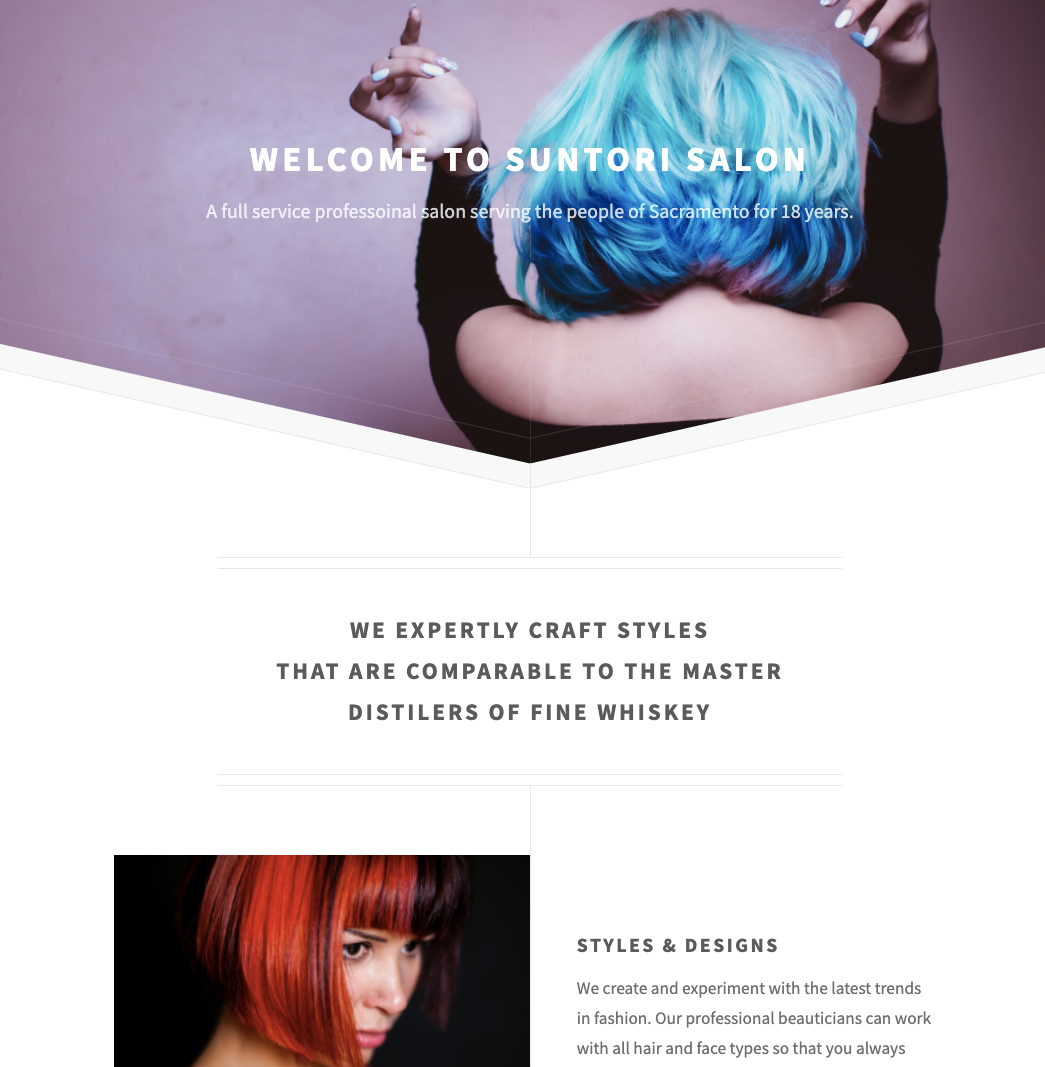 WELCOME TO SUNTORI SALON
A full service professoinal salon serving the people of Sacramento for 18 years.
WE EXPERTLY CRAFT STYLES
THAT ARE COMPARABLE TO THE MASTER
DISTILERS OF FINE WHISKEY
STYLES & DESIGNS
We create and experiment with the latest trends
in fashion. Our professional beauticians can work
with all hair and face types so that you always